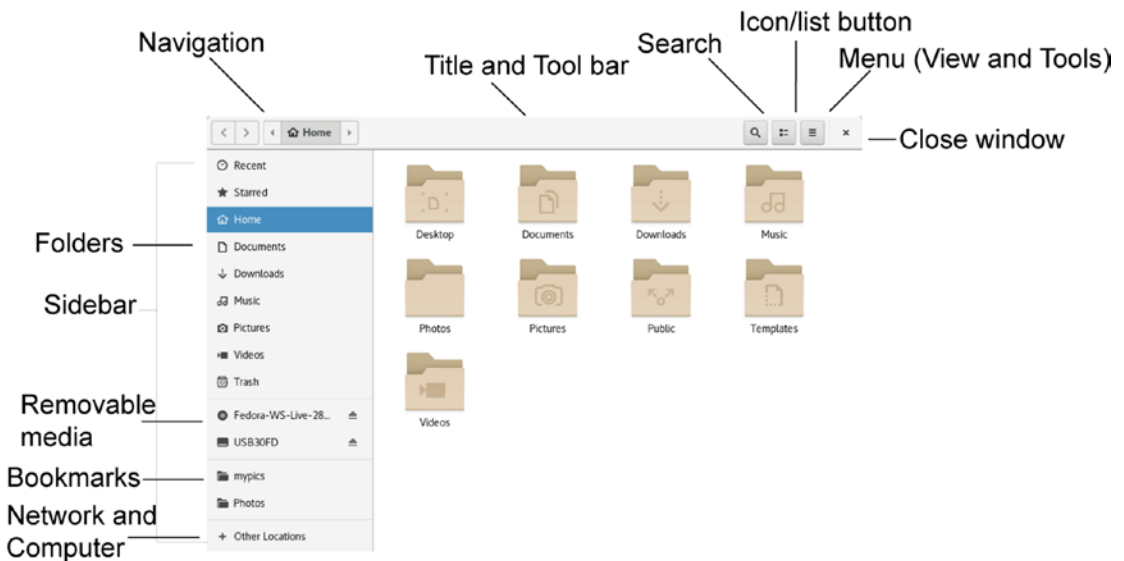 Icon/list button
Navigation
Search
Menu (View and Tools)
Title and Tool bar
Home
Close window
Recent
Starred
Home
Folders
Documents
Downloads
Sidebar
Music
Pictures
Videos
Trash
Removable
media
Fedora-WS-Live-28...
USB30FD
Bookmarks
mypics
Photos
Network and
Computer
Other Locations
Desktop Documents Downloads Music
Photos Pictures Public Templates
Videos